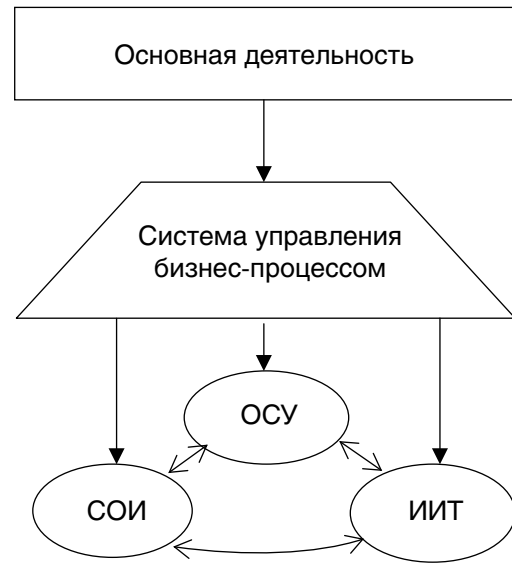 Основная деятельность
Система управления
бизнес-процессом
ОСУ
СОИ
ИИТ